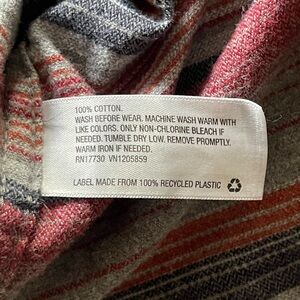 100% COTTON.
WASH BEFORE WEAR. MACHINE WASH WARM WITH
LIKE COLORS. ONLY NON-CHLORINE BLEACH IF
NEEDED. TUMBLE DRY LOW. REMOVE PROMPTLY.
WARM IRON IF NEEDED.
RN17730 VN1205859
LABEL MADE FROM 100% RECYCLED PLASTIC